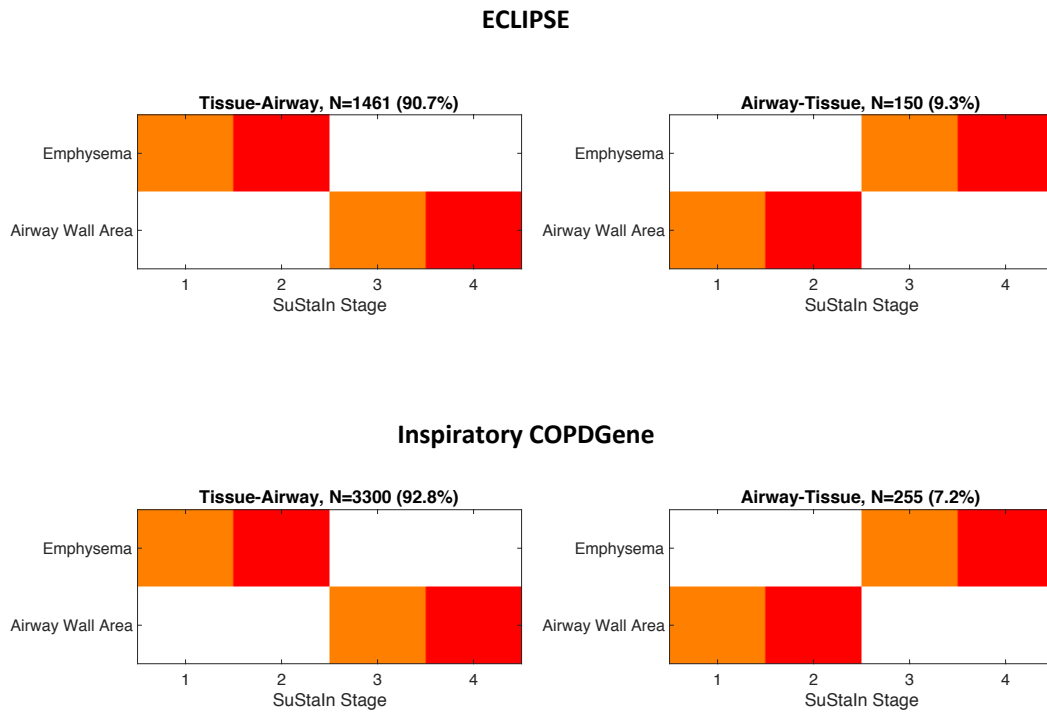 ECLIPSE
Tissue-Airway, N=1461 (90.7%)
Emphysema
Airway Wall Area
1 2 3 4
SuStaIn Stage
Airway-Tissue, N=150 (9.3%)
Emphysema
Airway Wall Area
1 2 3 4
SuStaIn Stage
Inspiratory COPDGene
Tissue-Airway, N=3300 (92.8%)
Emphysema
Airway Wall Area
1 2 3 4
SuStaIn Stage
Airway-Tissue, N=255 (7.2%)
Emphysema
Airway Wall Area
1 2 3 4
SuStaIn Stage